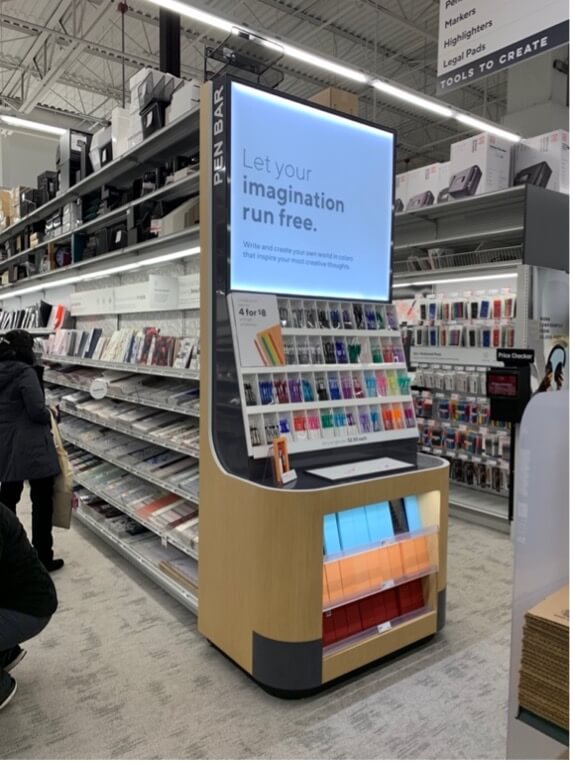 Pens
Markers
Highlighters
Legal Pads
TOOLS TO CREATE
PEN BAR
Let your
imagination
run free.
Write and create your own world in colors
that inspire your most creative thoughts.
4 for $8.
Price Checker